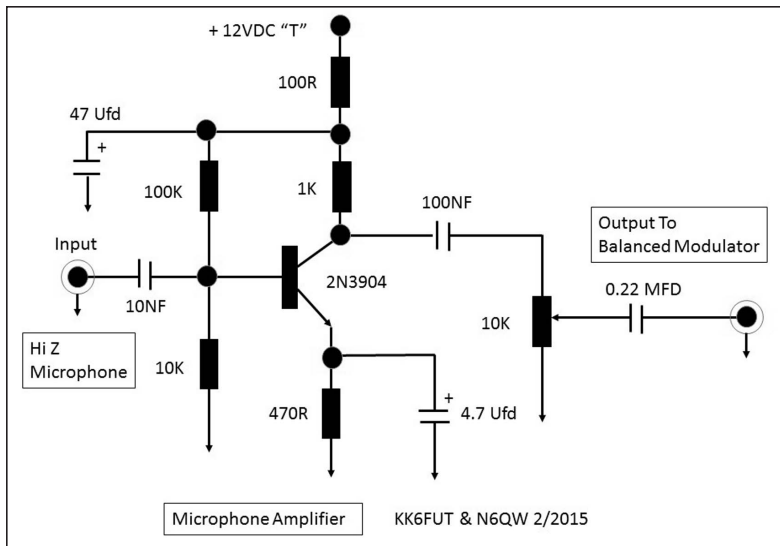 + 12VDC “T”
100R
47 Ufd
+
100K
1K
100NF
Output To
Balanced Modulator
Input
2N3904
0.22 MFD
10NF
10K
Hi Z
Microphone
10K
470R
+
4.7 Ufd
Microphone Amplifier
KK6FUT & N6QW 2/2015